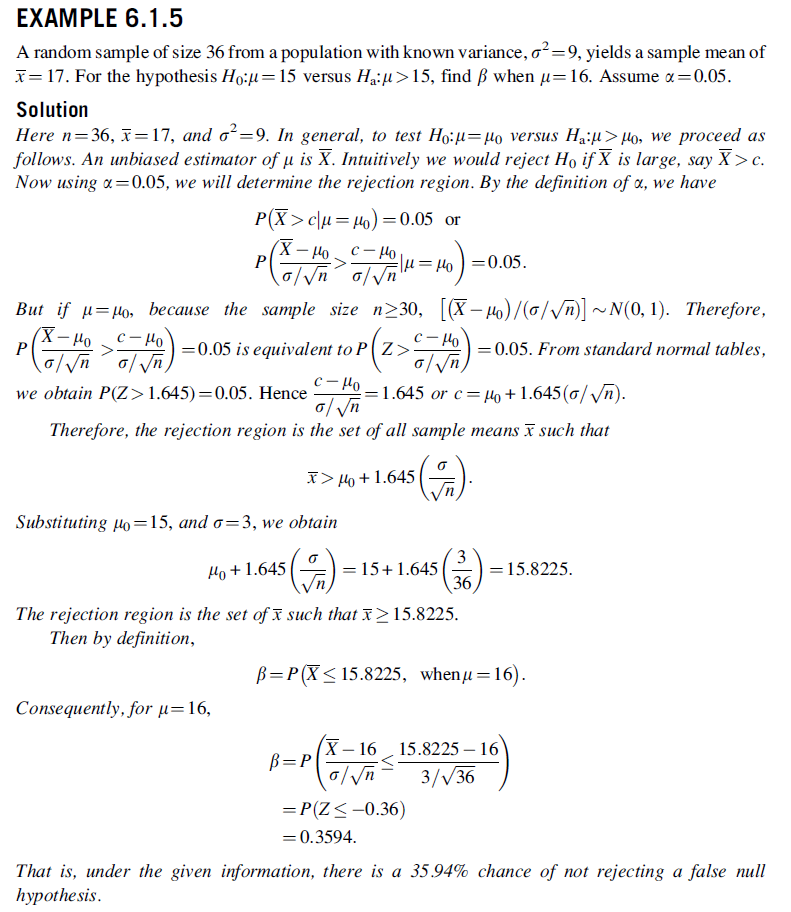 EXAMPLE 6.1.5
A random sample of size 36 from a population with known variance, σ²=9, yields a sample mean of
x̄=17. For the hypothesis H₀:μ=15 versus Hₐ:μ>15, find β when μ=16. Assume α=0.05.
Solution
Here n=36, x̄=17, and σ²=9. In general, to test H₀:μ=μ₀ versus Hₐ:μ>μ₀, we proceed as
follows. An unbiased estimator of μ is X̄. Intuitively we would reject H₀ if X̄ is large, say X̄>c.
Now using α=0.05, we will determine the rejection region. By the definition of α, we have
P(X̄>c|μ=μ₀)=0.05 or
P((X̄−μ₀)/(σ/√n) > (c−μ₀)/(σ/√n) |μ=μ₀)=0.05.
But if μ=μ₀, because the sample size n≥30, [(X̄−μ₀)/(σ/√n)]~N(0, 1). Therefore,
P((X̄−μ₀)/(σ/√n) > (c−μ₀)/(σ/√n))=0.05 is equivalent to P(Z> (c−μ₀)/(σ/√n))=0.05. From standard normal tables,
we obtain P(Z>1.645)=0.05. Hence (c−μ₀)/(σ/√n)=1.645 or c=μ₀+1.645(σ/√n).
Therefore, the rejection region is the set of all sample means x̄ such that
x̄>μ₀+1.645(σ/√n).
Substituting μ₀=15, and σ=3, we obtain
μ₀+1.645(σ/√n)=15+1.645(3/36)=15.8225.
The rejection region is the set of x̄ such that x̄≥15.8225.
Then by definition,
β=P(X̄≤15.8225, whenμ=16).
Consequently, for μ=16,
β=P((X̄−16)/(σ/√n) ≤ (15.8225−16)/(3/√36))
=P(Z≤−0.36)
=0.3594.
That is, under the given information, there is a 35.94% chance of not rejecting a false null
hypothesis.